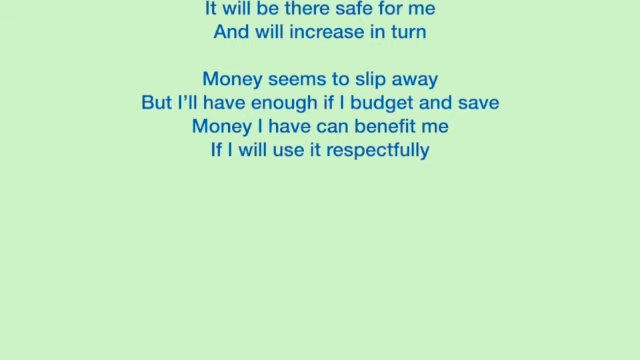 It will be there safe for me
And will increase in turn
Money seems to slip away
But I’ll have enough if I budget and save
Money I have can benefit me
If I will use it respectfully